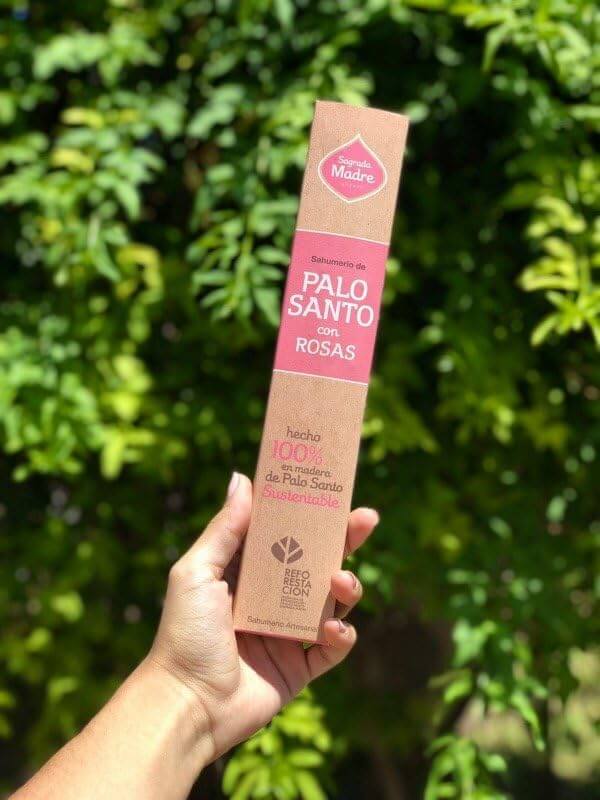 Sagrada
Madre
Sahumerio de
PALO
SANTO
con
ROSAS
hecho
100%
en madera
de Palo Santo
Sustentable
REFO
RESTA
CIÓN
Sahumerio Artesanal